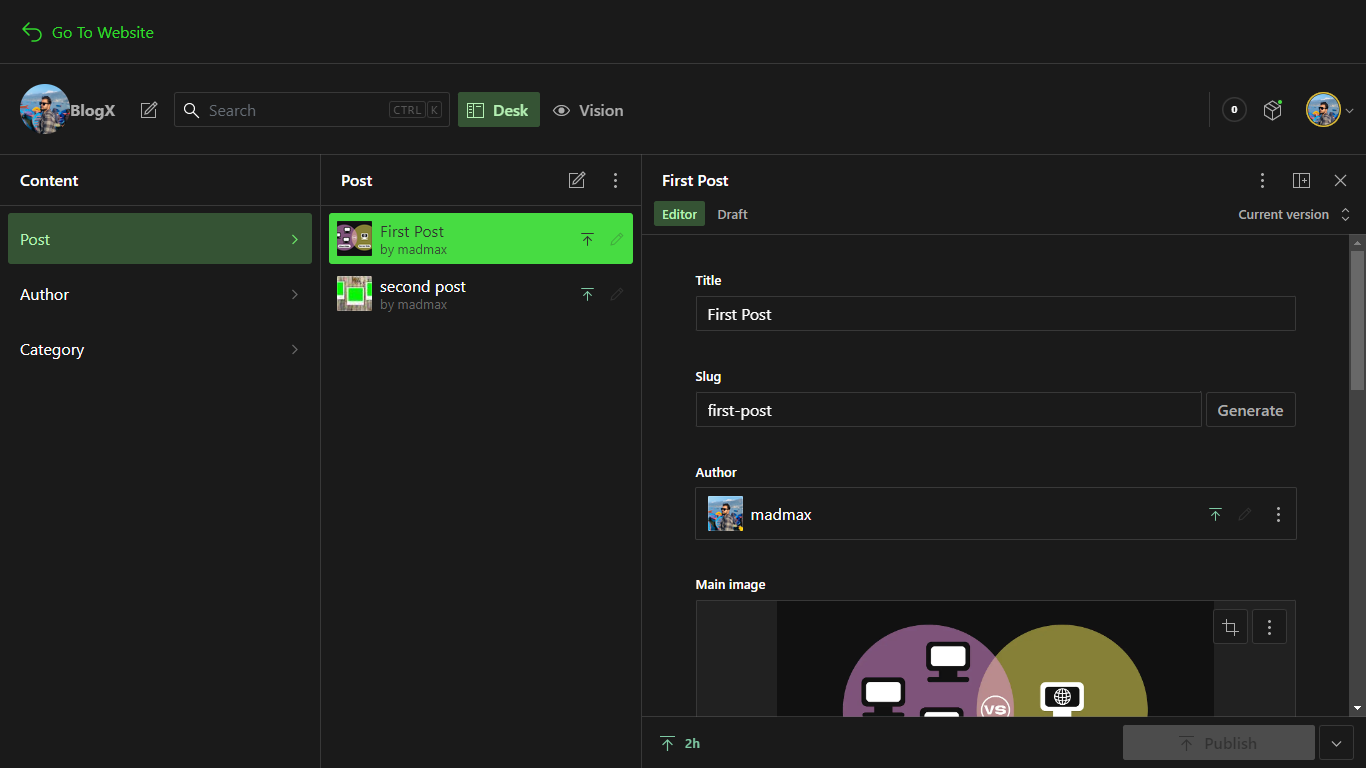 Go To Website
BlogX
Search
CTRL K
Desk
Vision
0
Content
Post
Author
Category
Post
First Post
by madmax
second post
by madmax
First Post
Editor
Draft
Current version
Title
First Post
Slug
first-post
Generate
Author
madmax
Main image
VS
2h
Publish